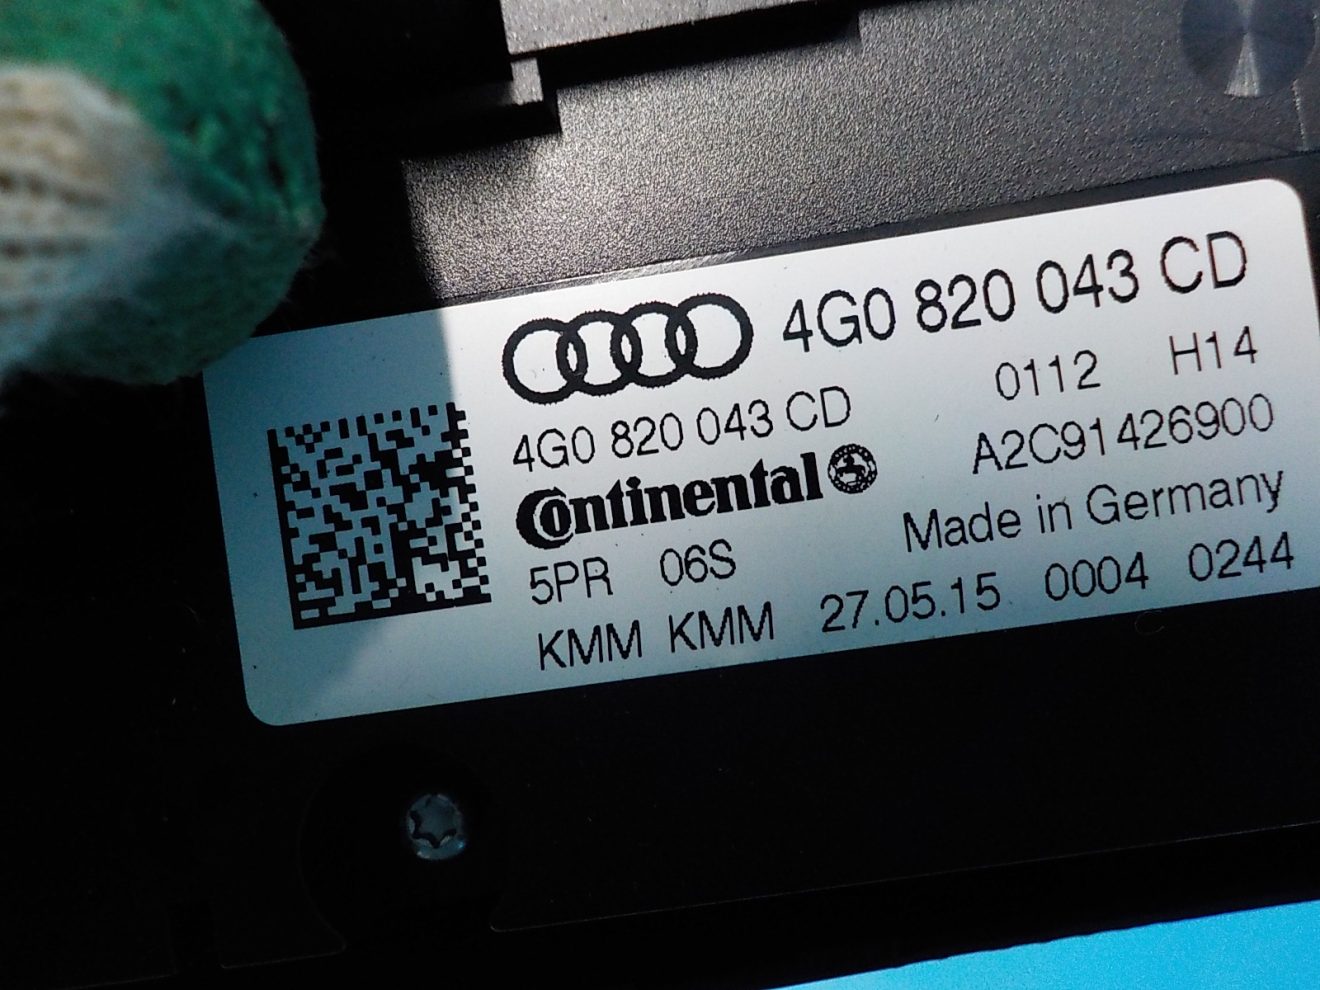 4G0 820 043 CD
4G0 820 043 CD 0112 H14
Continental A2C91426900
5PR 06S Made in Germany
KMM KMM 27.05.15 0004 0244